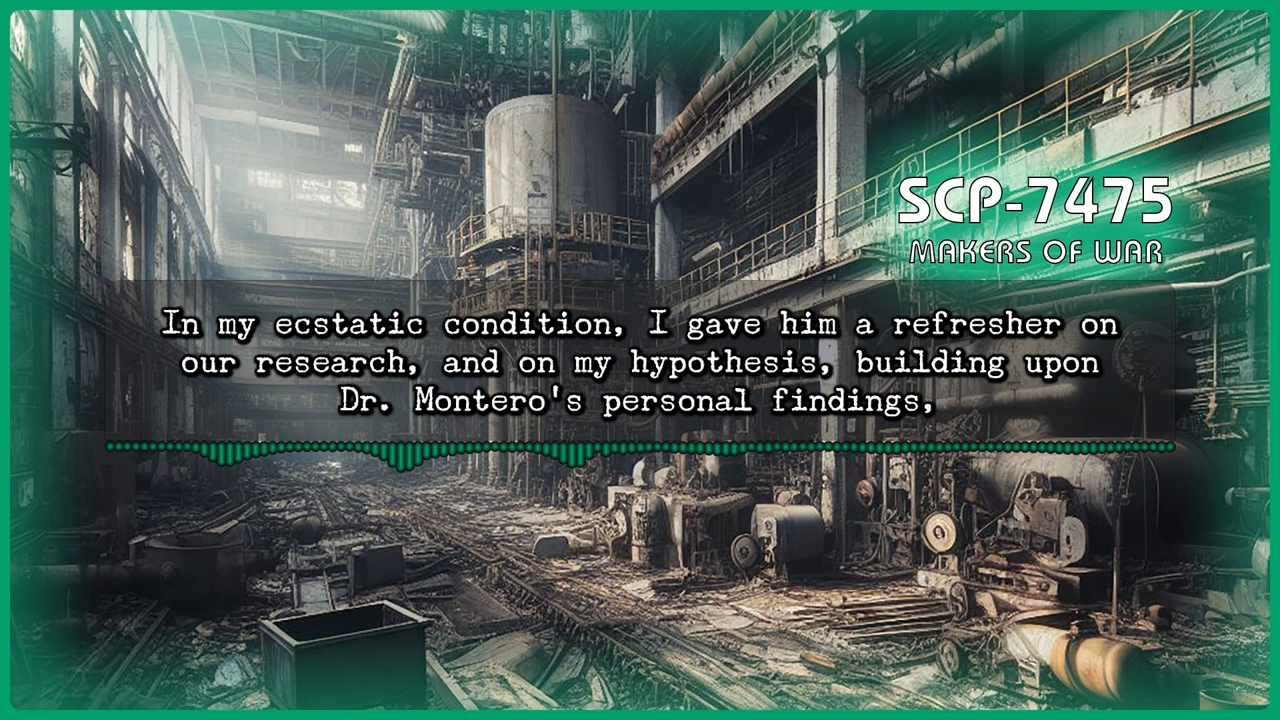 SCP-7475
MAKERS OF WAR
In my ecstatic condition, I gave him a refresher on
our research, and on my hypothesis, building upon
Dr. Montero's personal findings,